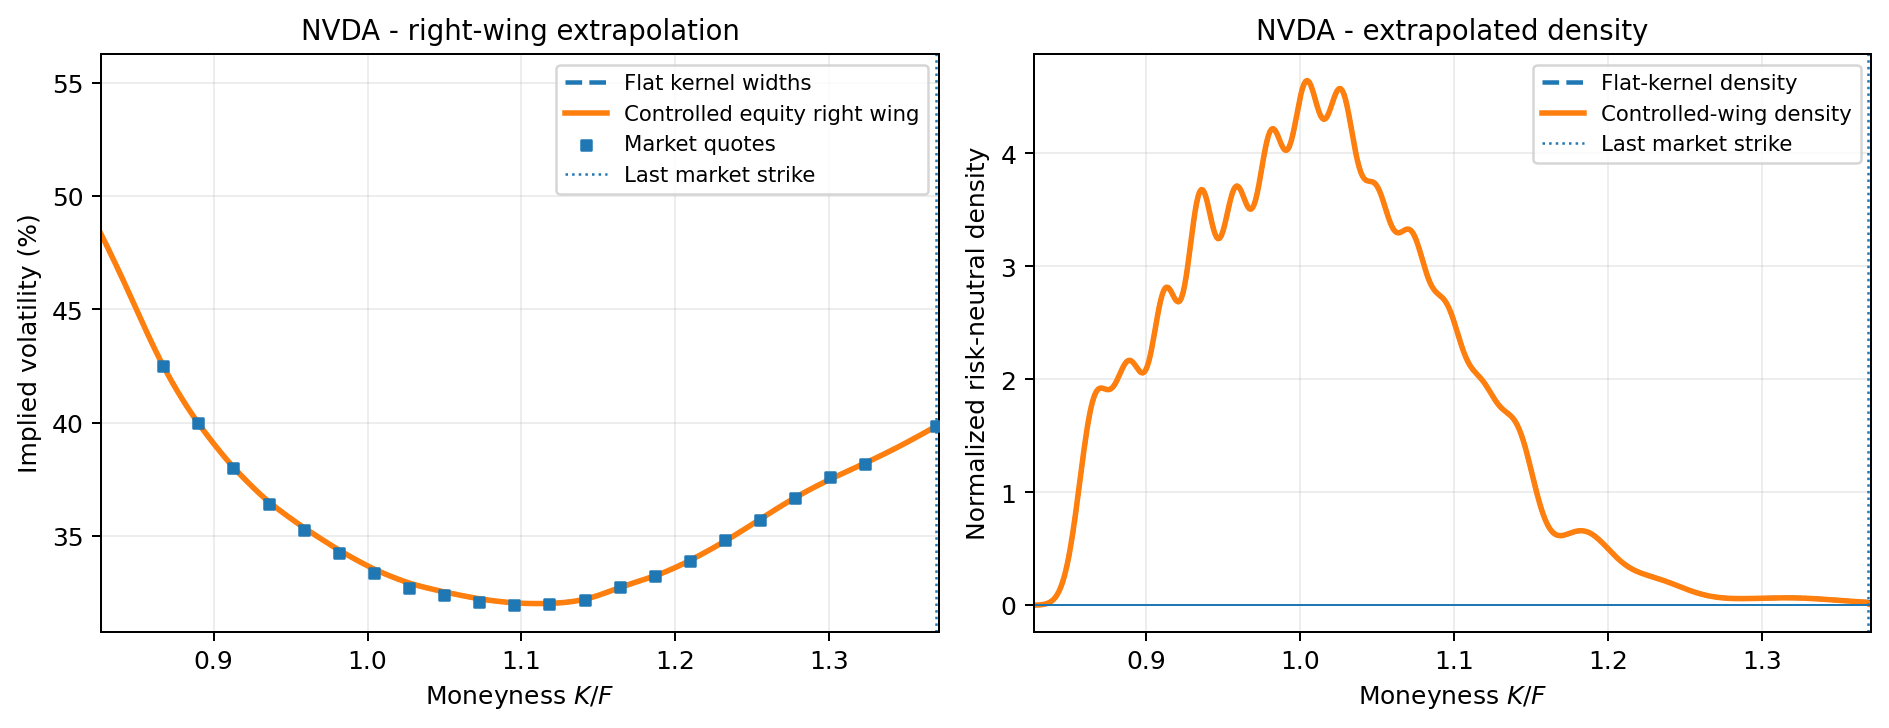 NVDA - right-wing extrapolation
Implied volatility (%)
55
50
45
40
35
Flat kernel widths
Controlled equity right wing
Market quotes
Last market strike
0.9 1.0 1.1 1.2 1.3
Moneyness K/F
NVDA - extrapolated density
Normalized risk-neutral density
4
3
2
1
0
Flat-kernel density
Controlled-wing density
Last market strike
0.9 1.0 1.1 1.2 1.3
Moneyness K/F